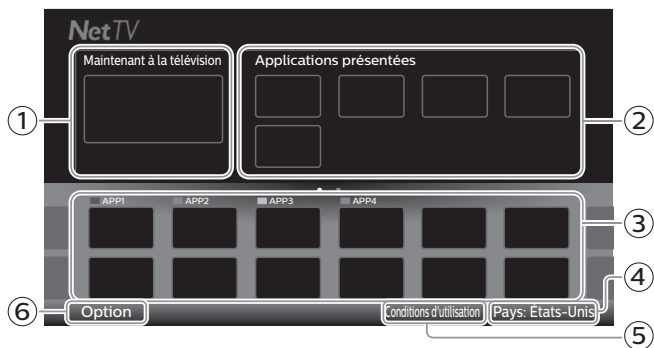 NetTV
Maintenant à la télévision
Applications présentées
① ②
APP1 APP2 APP3 APP4
③
④
⑥ Option Conditions d'utilisation Pays: États-Unis
⑤